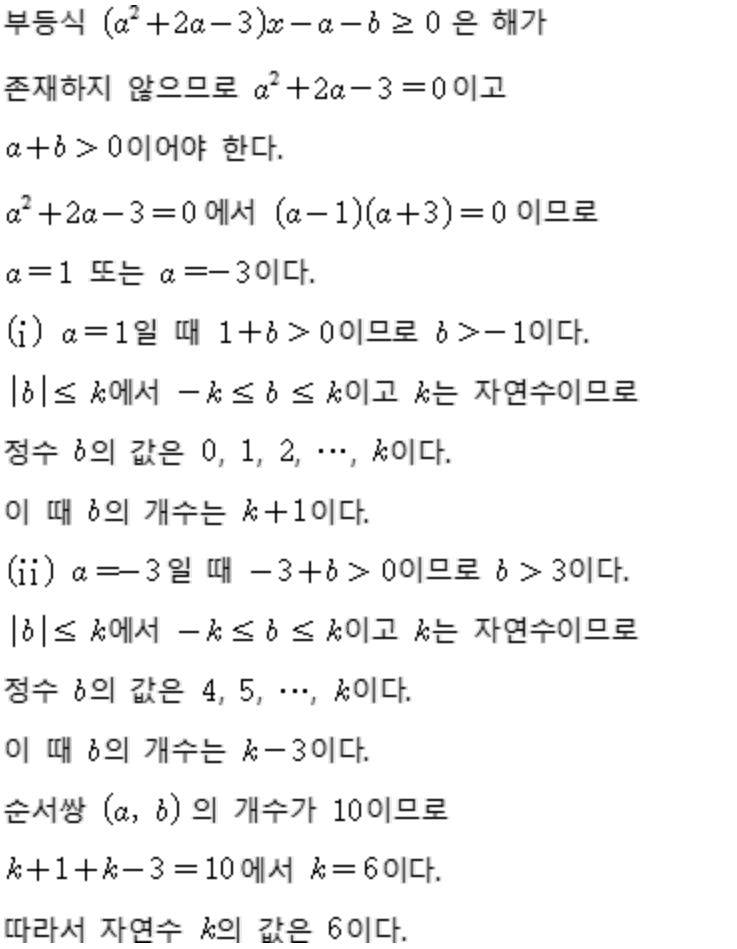 부등식 (a²+2a−3)x−a−b ≥ 0 은 해가
존재하지 않으므로 a²+2a−3=0이고
a+b > 0이어야 한다.
a²+2a−3=0에서 (a−1)(a+3)=0 이므로
a=1 또는 a=−3이다.
(i) a=1일 때 1+b > 0이므로 b >−1이다.
|b|≤ k에서 −k ≤ b ≤ k이고 k는 자연수이므로
정수 b의 값은 0, 1, 2, ⋯, k이다.
이 때 b의 개수는 k+1이다.
(ii) a=−3일 때 −3+b > 0이므로 b > 3이다.
|b|≤ k에서 −k ≤ b ≤ k이고 k는 자연수이므로
정수 b의 값은 4, 5, ⋯, k이다.
이 때 b의 개수는 k−3이다.
순서쌍 (a, b)의 개수가 10이므로
k+1+k−3=10에서 k=6이다.
따라서 자연수 k의 값은 6이다.